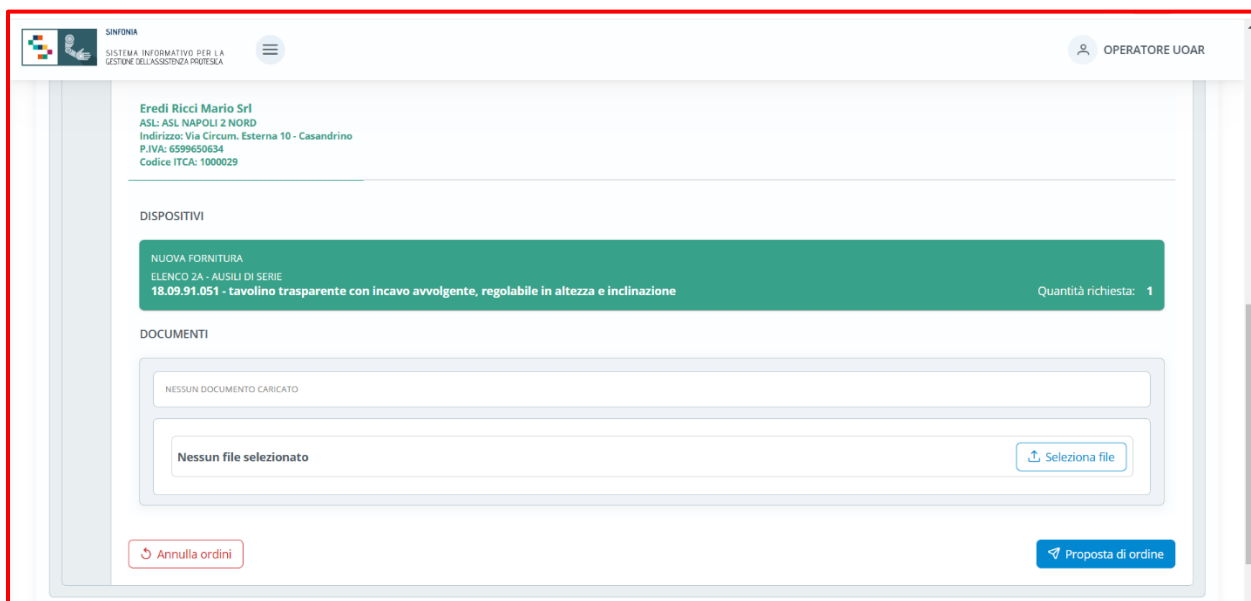 SINFONIA
SISTEMA INFORMATIVO PER LA
GESTIONE DELL'ASSISTENZA PROTESICA
OPERATORE UOAR
Eredi Ricci Mario Srl
ASL: ASL NAPOLI 2 NORD
Indirizzo: Via Circum. Esterna 10 - Casandrino
P.IVA: 6599650634
Codice ITCA: 1000029
DISPOSITIVI
NUOVA FORNITURA
ELENCO 2A - AUSILI DI SERIE
18.09.91.051 - tavolino trasparente con incavo avvolgente, regolabile in altezza e inclinazione
Quantità richiesta: 1
DOCUMENTI
NESSUN DOCUMENTO CARICATO
Nessun file selezionato
Seleziona file
Annulla ordini
Proposta di ordine